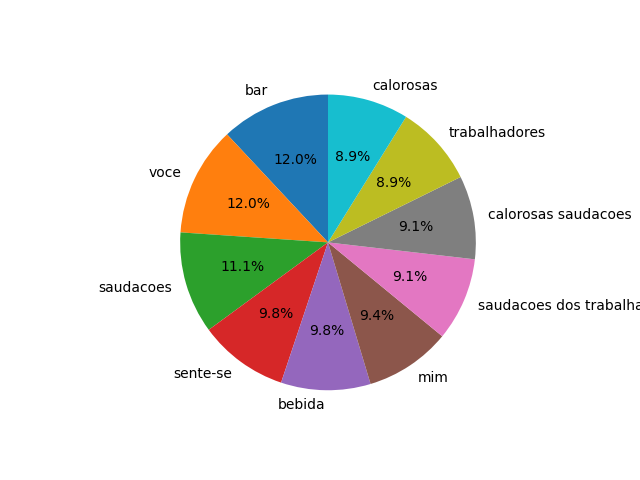 calorosas
bar
trabalhadores
8.9%
12.0%
8.9%
voce
12.0%
calorosas saudacoes
9.1%
saudacoes
11.1%
9.1%
saudacoes dos trabalha
9.8%
9.4%
9.8%
sente-se
mim
bebida